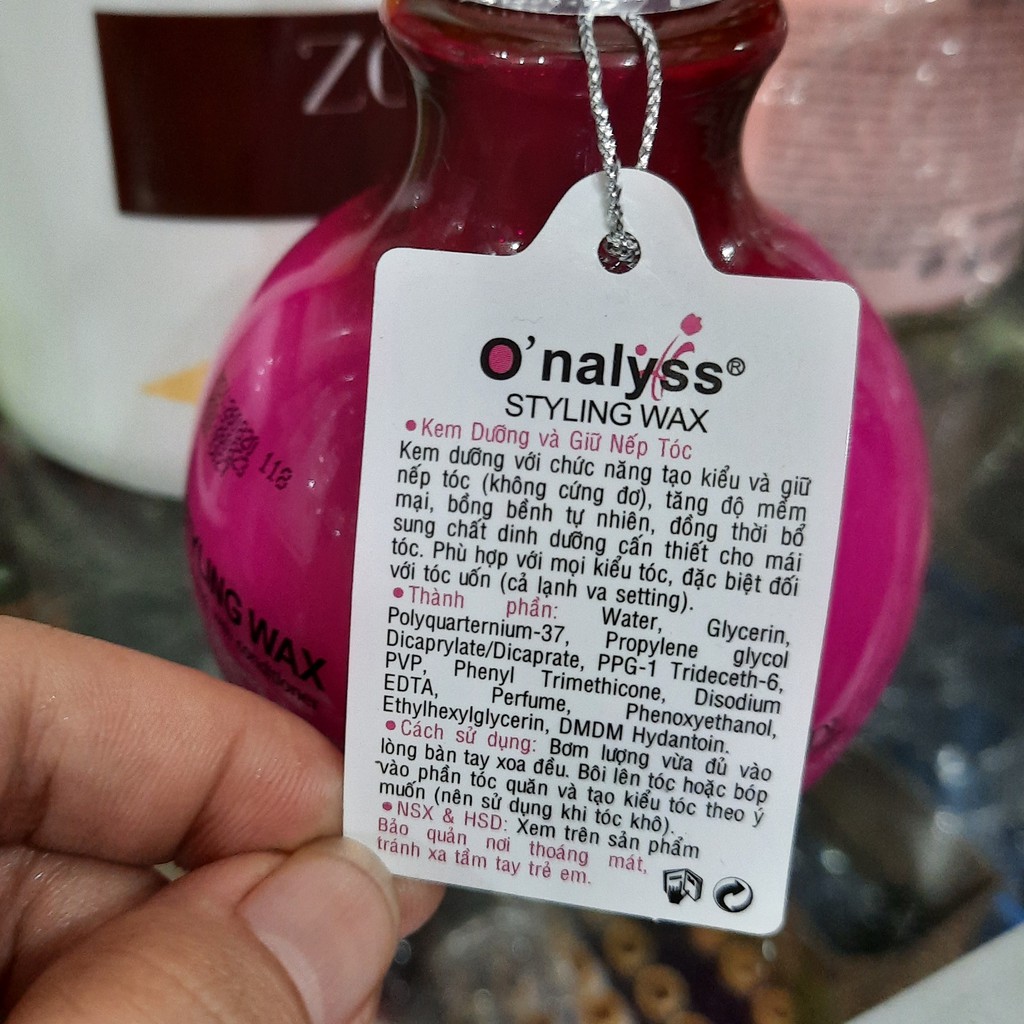 ZO
O'nalyss®
STYLING WAX
• Kem Dưỡng và Giữ Nếp Tóc
Kem dưỡng với chức năng tạo kiểu và giữ
nếp tóc (không cứng đơ), tăng độ mềm
mại, bồng bềnh tự nhiên, đồng thời bổ
sung chất dinh dưỡng cần thiết cho mái
tóc. Phù hợp với mọi kiểu tóc, đặc biệt đối
với tóc uốn (cả lạnh va setting).
• Thành phần: Water, Glycerin,
Polyquarternium-37, Propylene glycol
Dicaprylate/Dicaprate, PPG-1 Trideceth-6,
PVP, Phenyl Trimethicone, Disodium
EDTA, Perfume, Phenoxyethanol,
Ethylhexylglycerin, DMDM Hydantoin.
• Cách sử dụng: Bơm lượng vừa đủ vào
lòng bàn tay xoa đều. Bôi lên tóc hoặc bóp
vào phần tóc quăn và tạo kiểu tóc theo ý
muốn (nên sử dụng khi tóc khô).
• NSX & HSD: Xem trên sản phẩm
Bảo quản nơi thoáng mát,
tránh xa tầm tay trẻ em.
118
LING WAX
conditioner